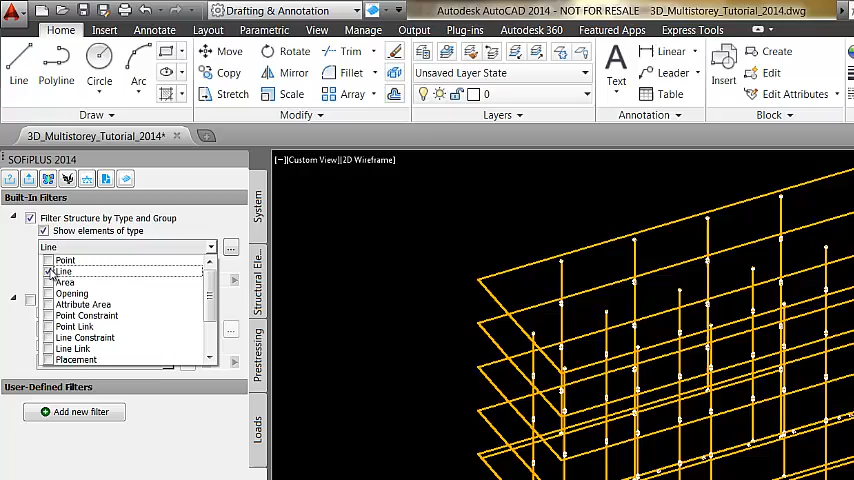 Drafting & Annotation
Autodesk AutoCAD 2014 - NOT FOR RESALE 3D_Multistorey_Tutorial_2014.dwg
Home Insert Annotate Layout Parametric View Manage Output Plug-ins Autodesk 360 Featured Apps Express Tools
Line Polyline Circle Arc
Move Rotate Trim
Copy Mirror Fillet
Stretch Scale Array
Unsaved Layer State
0
Text
Linear
Leader
Table
Insert
Create
Edit
Edit Attributes
Draw Modify Layers Annotation Block
3D_Multistorey_Tutorial_2014*
SOFiPLUS 2014
[−][Custom View][2D Wireframe]
Built-In Filters
Filter Structure by Type and Group
Show elements of type
Line
Point
Line
Area
Opening
Attribute Area
Point Constraint
Point Link
Line Constraint
Line Link
Placement
User-Defined Filters
Add new filter
System
Structural Ele...
Prestressing
Loads